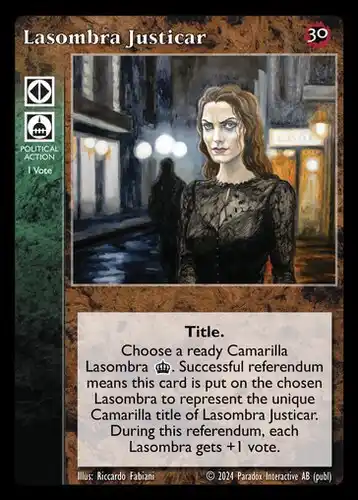 Lasombra Justicar
30
POLITICAL
ACTION
1 Vote
Title.
Choose a ready Camarilla
Lasombra . Successful referendum
means this card is put on the chosen
Lasombra to represent the unique
Camarilla title of Lasombra Justicar.
During this referendum, each
Lasombra gets +1 vote.
Illus: Riccardo Fabiani
© 2024 Paradox Interactive AB (publ)